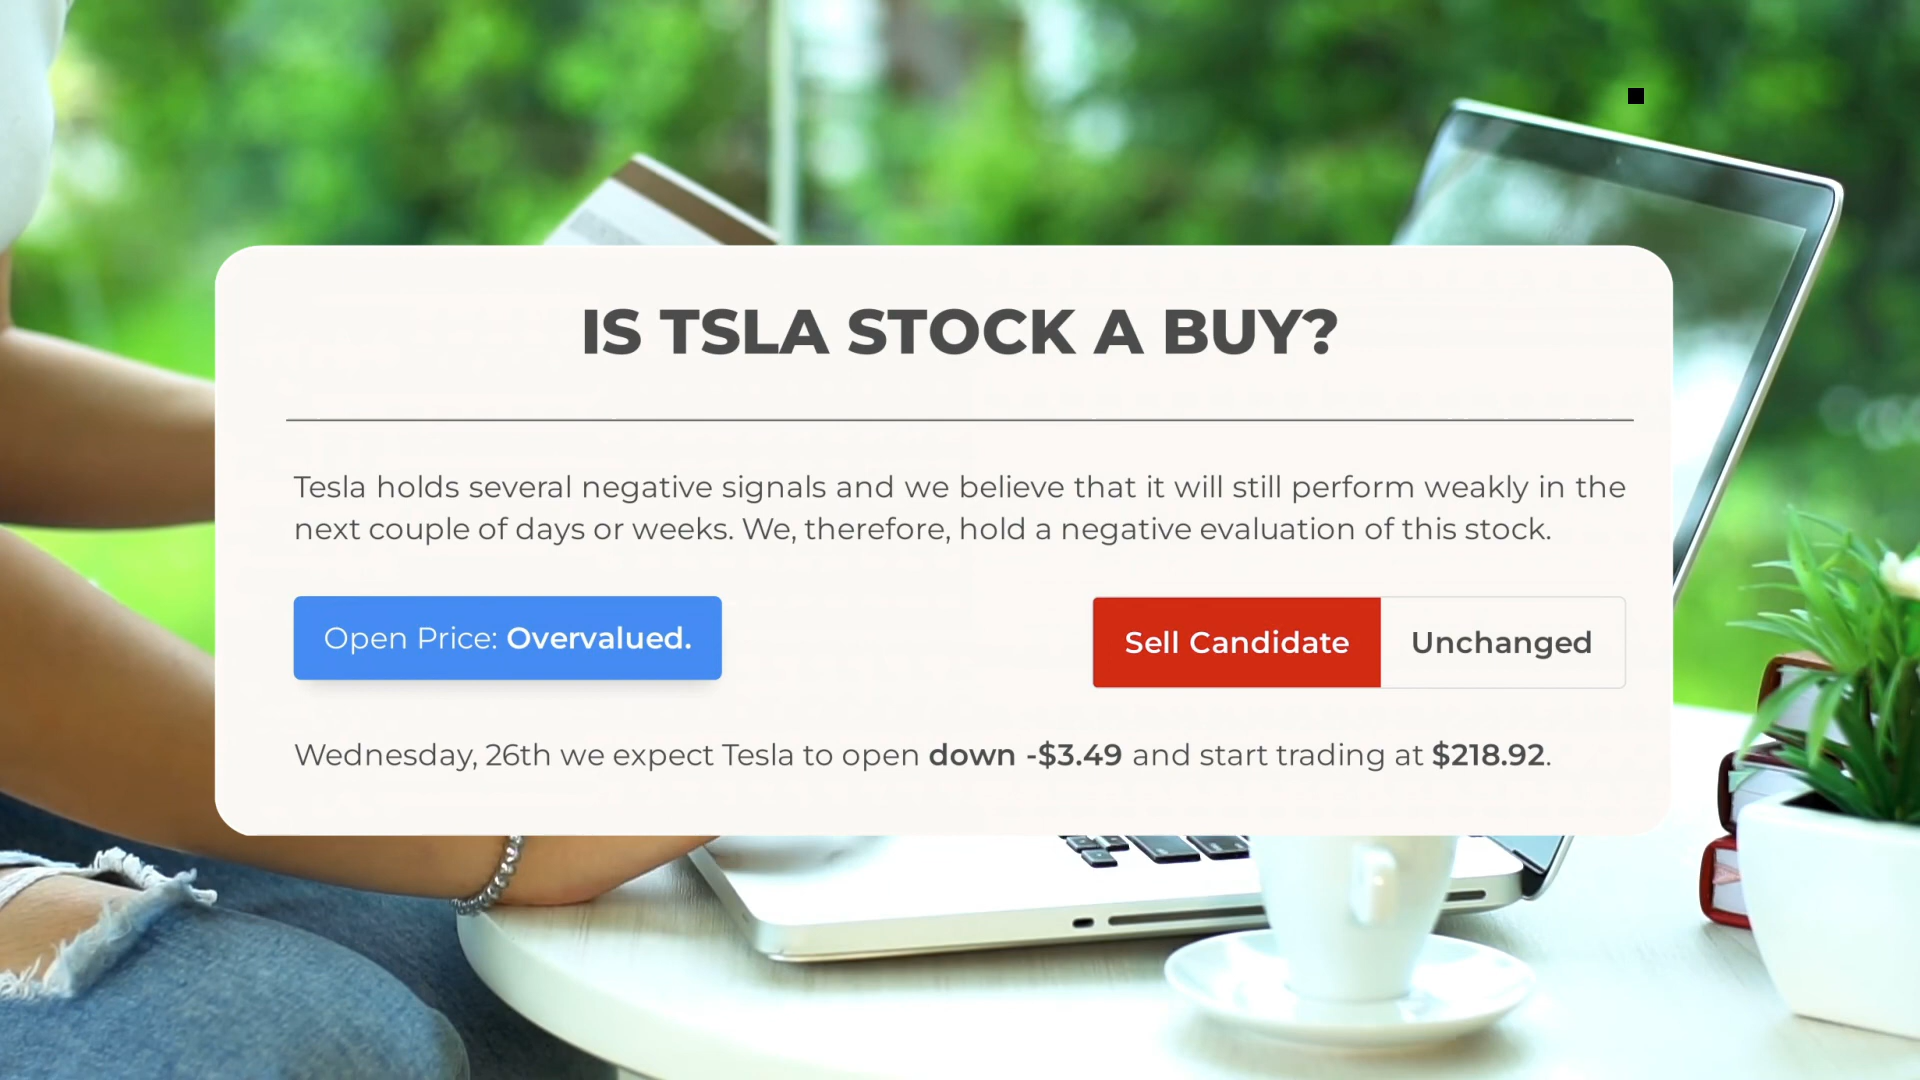 IS TSLA STOCK A BUY?
Tesla holds several negative signals and we believe that it will still perform weakly in the
next couple of days or weeks. We, therefore, hold a negative evaluation of this stock.
Open Price: Overvalued.
Sell Candidate Unchanged
Wednesday, 26th we expect Tesla to open down -$3.49 and start trading at $218.92.